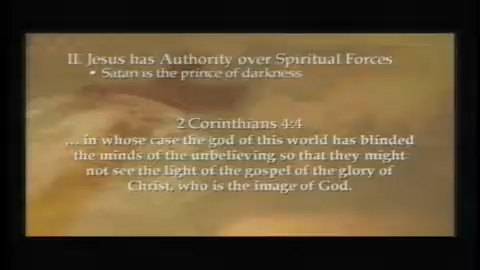 II. Jesus has Authority over Spiritual Forces
• Satan is the prince of darkness
2 Corinthians 4:4
... in whose case the god of this world has blinded
the minds of the unbelieving so that they might
not see the light of the gospel of the glory of
Christ, who is the image of God.